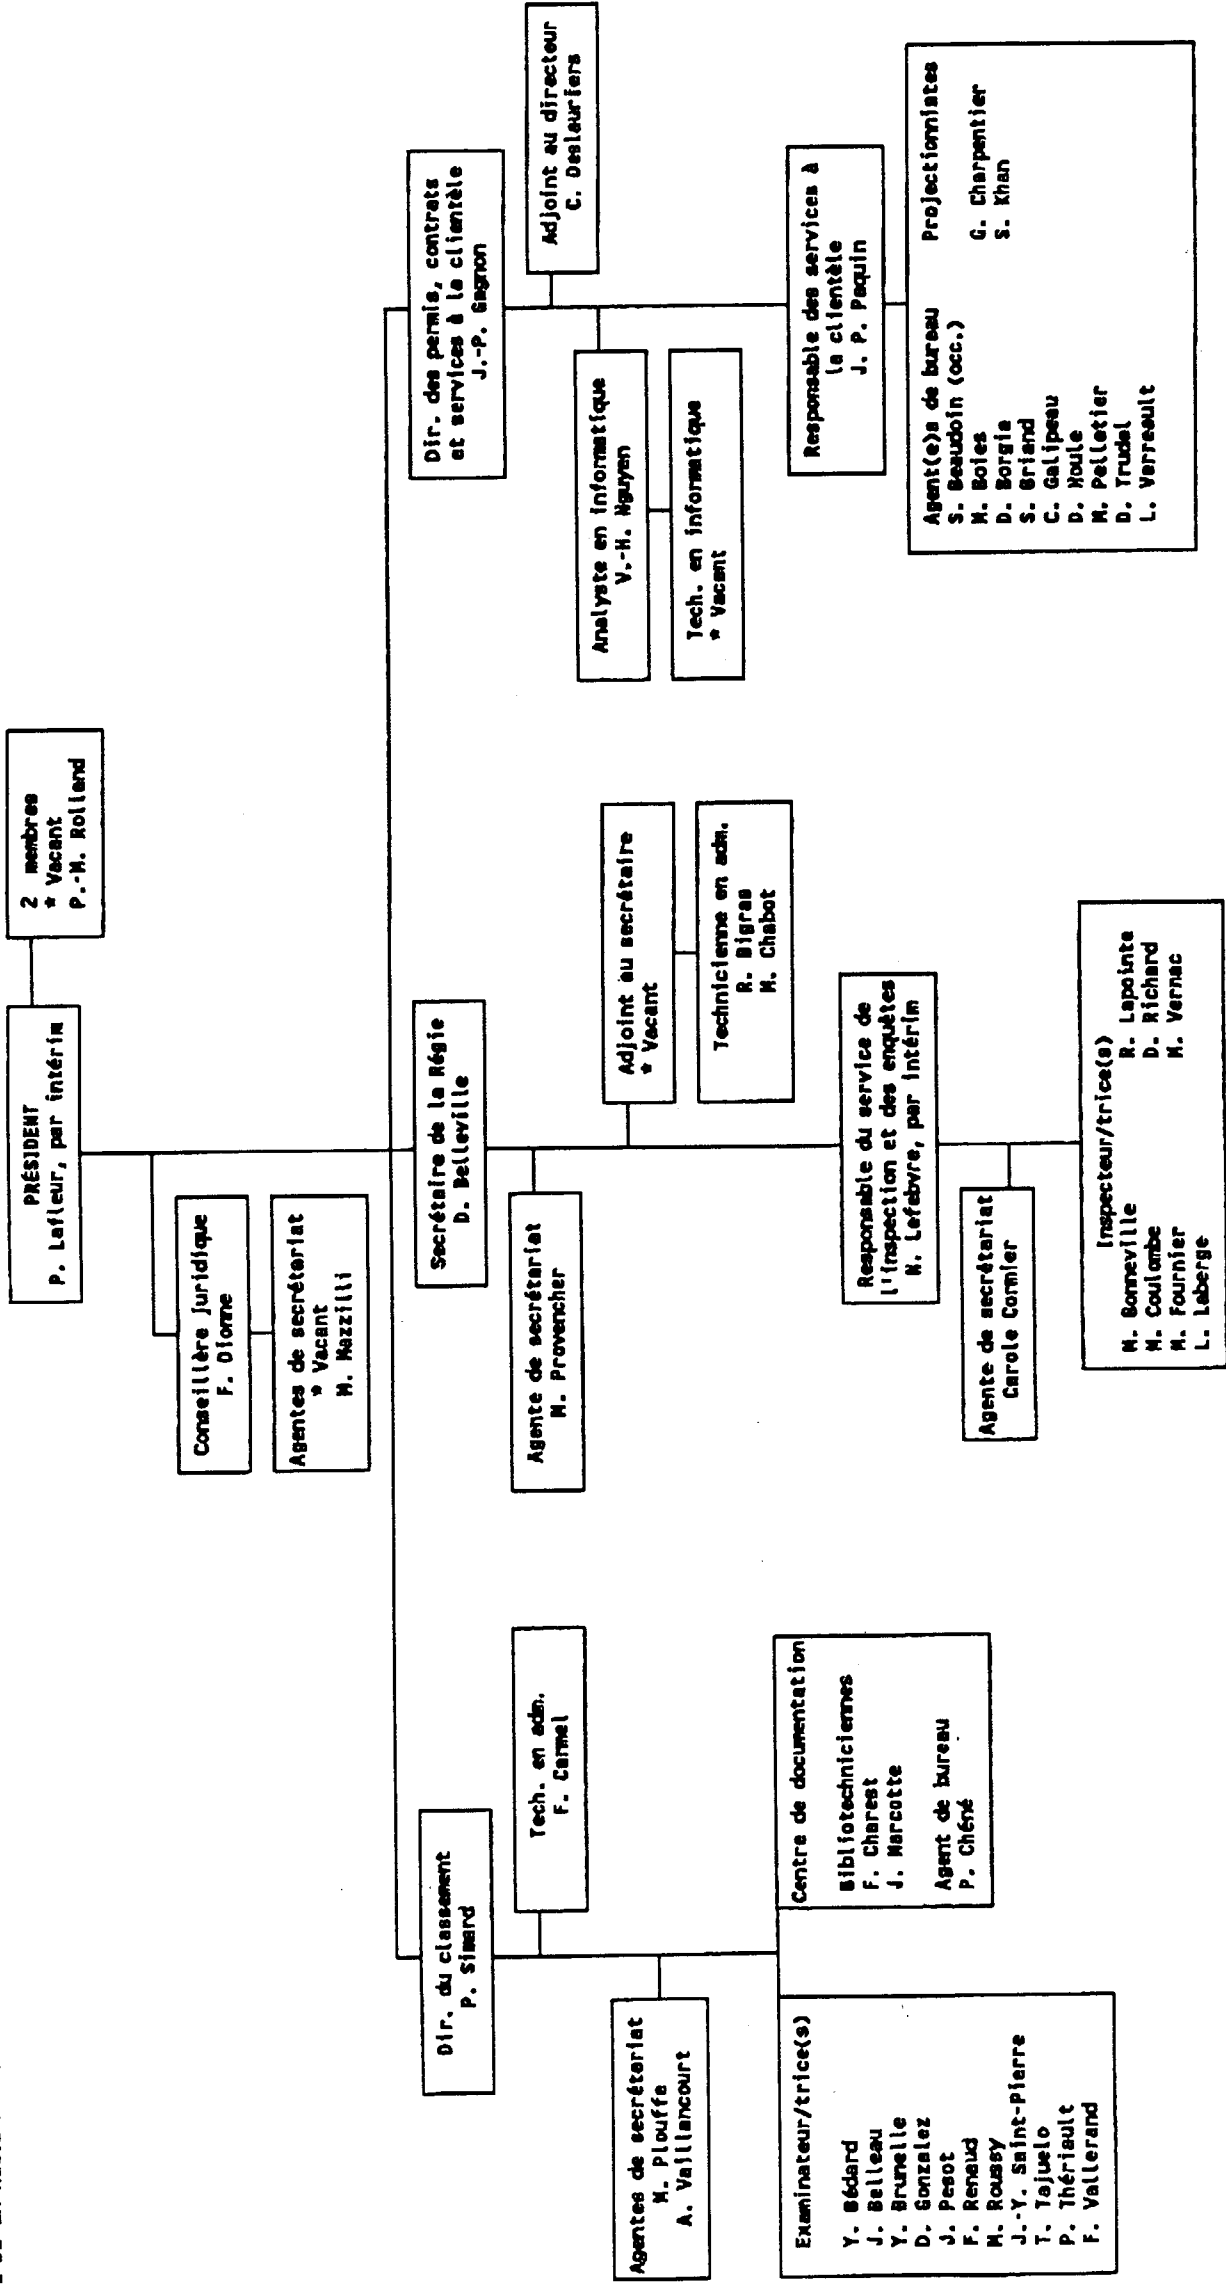 PRÉSIDENT
P. Lafleur, par intérim
2 membres
* Vacant
P.-M. Rolland
Conseillère juridique
F. Dionne
Agentes de secrétariat
* Vacant
M. Mazzilli
Dir. du classement
P. Simard
Tech. en adm.
F. Carmel
Agentes de secrétariat
M. Plouffe
A. Vaillancourt
Examinateur/trice(s)
Y. Bédard
J. Belleau
Y. Brunelle
D. Gonzalez
J. Pesot
F. Renaud
M. Roussy
J.-Y. Saint-Pierre
T. Tajuelo
P. Thériault
F. Vallerand
Centre de documentation
Bibliotechniciennes
F. Charest
J. Marcotte
Agent de bureau
P. Chéné
Secrétaire de la Régie
D. Belleville
Agente de secrétariat
M. Provencher
Adjoint au secrétaire
* Vacant
Technicienne en adm.
R. Bigras
M. Chabot
Responsable du service de
l'inspection et des enquêtes
N. Lefebvre, par intérim
Agente de secrétariat
Carole Cormier
Inspecteur/trice(s)
M. Bonneville
M. Coulombe
M. Fournier
L. Laberge
R. Lapointe
D. Richard
M. Vernac
Dir. des permis, contrats
et services à la clientèle
J.-P. Gagnon
Adjoint au directeur
C. Deslauriers
Analyste en informatique
V.-H. Nguyen
Tech. en informatique
* Vacant
Responsable des services à
la clientèle
J. P. Paquin
Agent(e)s de bureau
S. Beaudoin (occ.)
M. Boies
D. Borgia
S. Briand
C. Galipeau
D. Houle
M. Pelletier
D. Trudel
L. Verreault
Projectionnistes
G. Charpentier
S. Khan